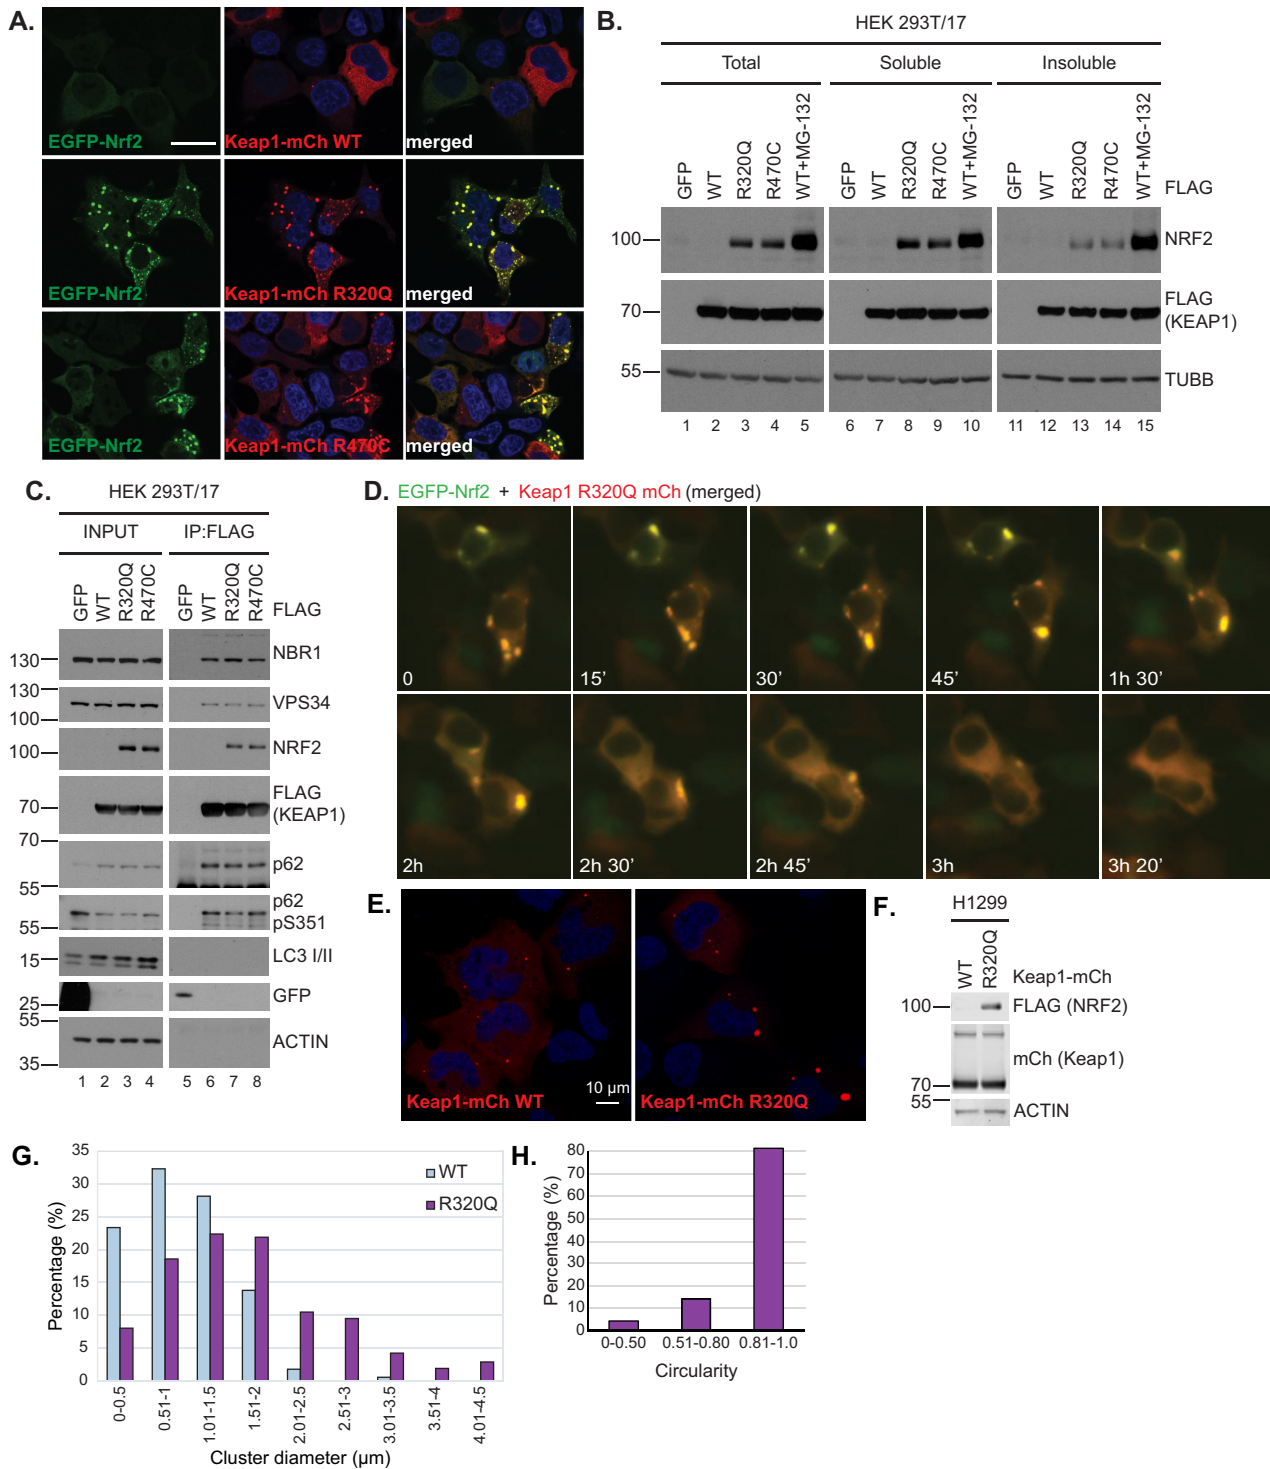 A.
EGFP-Nrf2
Keap1-mCh WT
merged
EGFP-Nrf2
Keap1-mCh R320Q
merged
EGFP-Nrf2
Keap1-mCh R470C
merged
B.
HEK 293T/17
Total
Soluble
Insoluble
GFP
WT
R320Q
R470C
WT+MG-132
GFP
WT
R320Q
R470C
WT+MG-132
GFP
WT
R320Q
R470C
WT+MG-132
FLAG
100
NRF2
70
FLAG
(KEAP1)
55
TUBB
1 2 3 4 5 6 7 8 9 10 11 12 13 14 15
C.
HEK 293T/17
INPUT
IP:FLAG
GFP
WT
R320Q
R470C
GFP
WT
R320Q
R470C
FLAG
130
NBR1
130
100
VPS34
100
NRF2
70
FLAG
(KEAP1)
70
55
p62
55
p62
pS351
15
LC3 I/II
25
GFP
55
35
ACTIN
1 2 3 4 5 6 7 8
D.
EGFP-Nrf2 + Keap1 R320Q mCh (merged)
0
15'
30'
45'
1h 30'
2h
2h 30'
2h 45'
3h
3h 20'
E.
Keap1-mCh WT
10 µm
Keap1-mCh R320Q
F.
H1299
WT
R320Q
Keap1-mCh
100
FLAG (NRF2)
mCh (Keap1)
70
55
ACTIN
G.
35
30
25
20
15
10
5
0
Percentage (%)
WT
R320Q
0-0.5
0.51-1
1.01-1.5
1.51-2
2.01-2.5
2.51-3
3.01-3.5
3.51-4
4.01-4.5
Cluster diameter (µm)
H.
80
70
60
50
40
30
20
10
0
Percentage (%)
0-0.50 0.51-0.80 0.81-1.0
Circularity